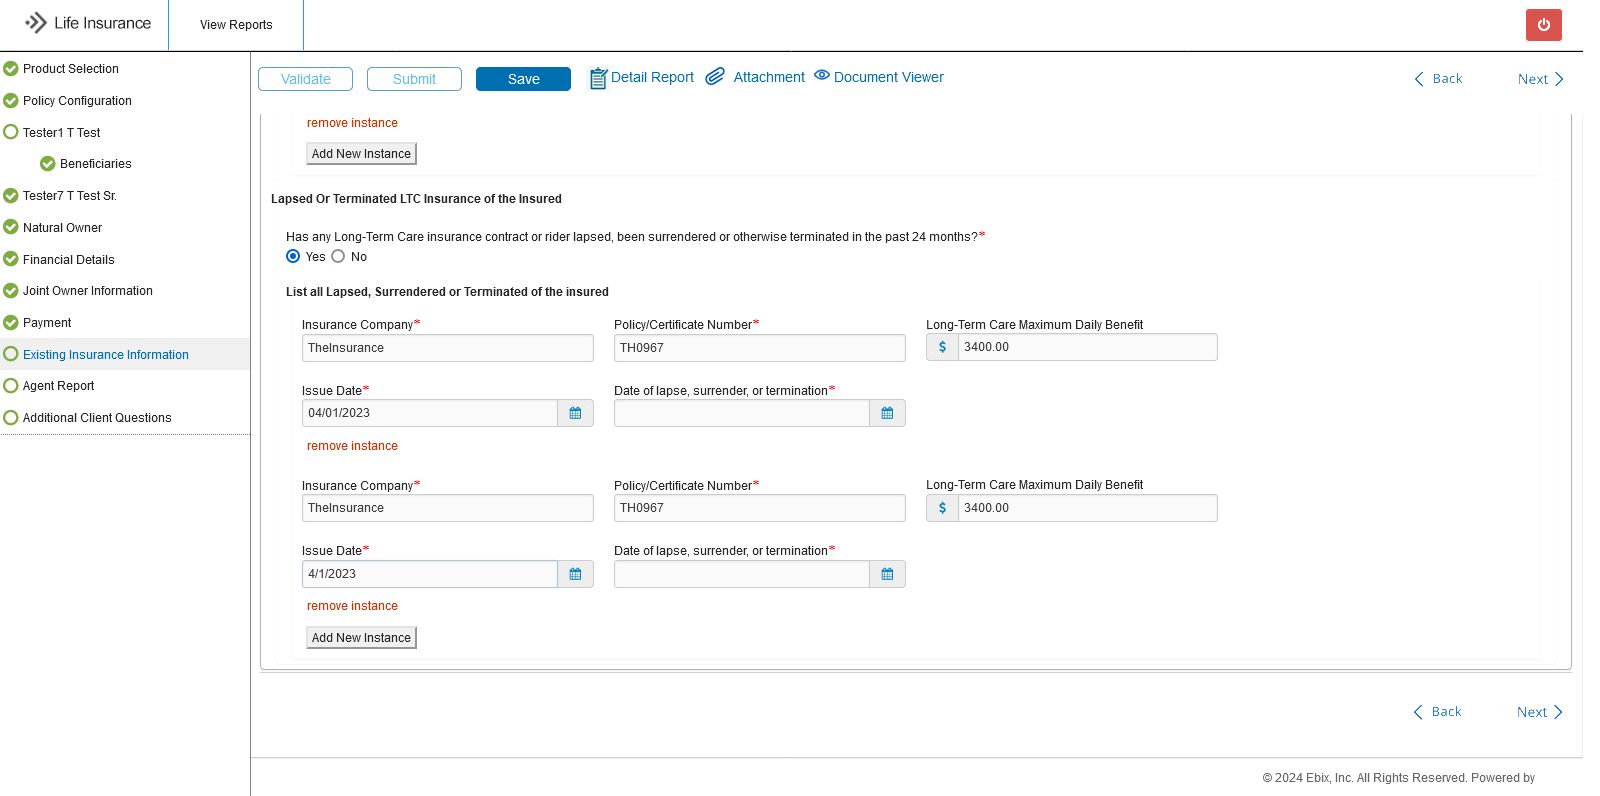 Life Insurance
View Reports
Product Selection
Policy Configuration
Tester1 T Test
Beneficiaries
Tester7 T Test Sr.
Natural Owner
Financial Details
Joint Owner Information
Payment
Existing Insurance Information
Agent Report
Additional Client Questions
Validate
Submit
Save
Detail Report
Attachment
Document Viewer
Back
Next
remove instance
Add New Instance
Lapsed Or Terminated LTC Insurance of the Insured
Has any Long-Term Care insurance contract or rider lapsed, been surrendered or otherwise terminated in the past 24 months?*
Yes No
List all Lapsed, Surrendered or Terminated of the insured
Insurance Company* Policy/Certificate Number* Long-Term Care Maximum Daily Benefit
TheInsurance TH0967 $ 3400.00
Issue Date* Date of lapse, surrender, or termination*
04/01/2023
remove instance
Insurance Company* Policy/Certificate Number* Long-Term Care Maximum Daily Benefit
TheInsurance TH0967 $ 3400.00
Issue Date* Date of lapse, surrender, or termination*
4/1/2023
remove instance
Add New Instance
Back
Next
© 2024 Ebix, Inc. All Rights Reserved. Powered by